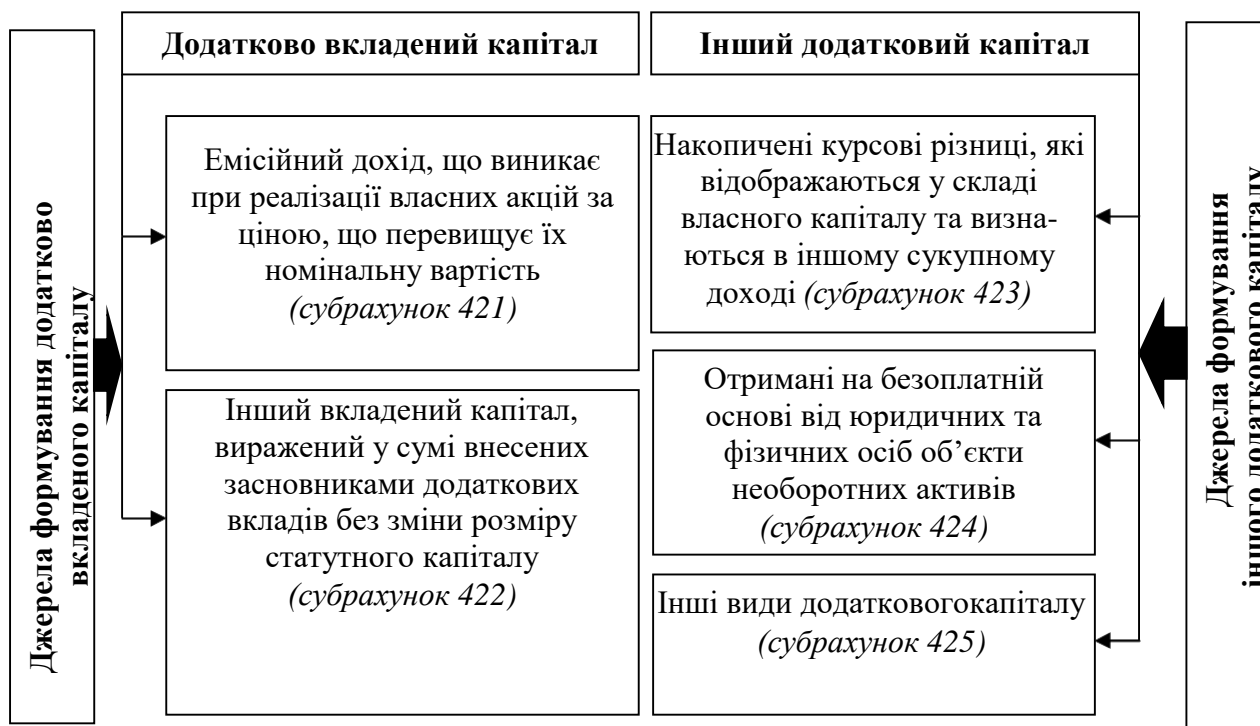 Джерела формування додатково
вкладеного капіталу
Додатково вкладений капітал
Емісійний дохід, що виникає
при реалізації власних акцій за
ціною, що перевищує їх
номінальну вартість
(субрахунок 421)
Інший вкладений капітал,
виражений у сумі внесених
засновниками додаткових
вкладів без зміни розміру
статутного капіталу
(субрахунок 422)
Інший додатковий капітал
Накопичені курсові різниці, які
відображаються у складі
власного капіталу та визна-
ються в іншому сукупному
доході (субрахунок 423)
Отримані на безоплатній
основі від юридичних та
фізичних осіб об’єкти
необоротних активів
(субрахунок 424)
Інші види додатковогокапіталу
(субрахунок 425)
Джерела формування
іншого додаткового капіталу